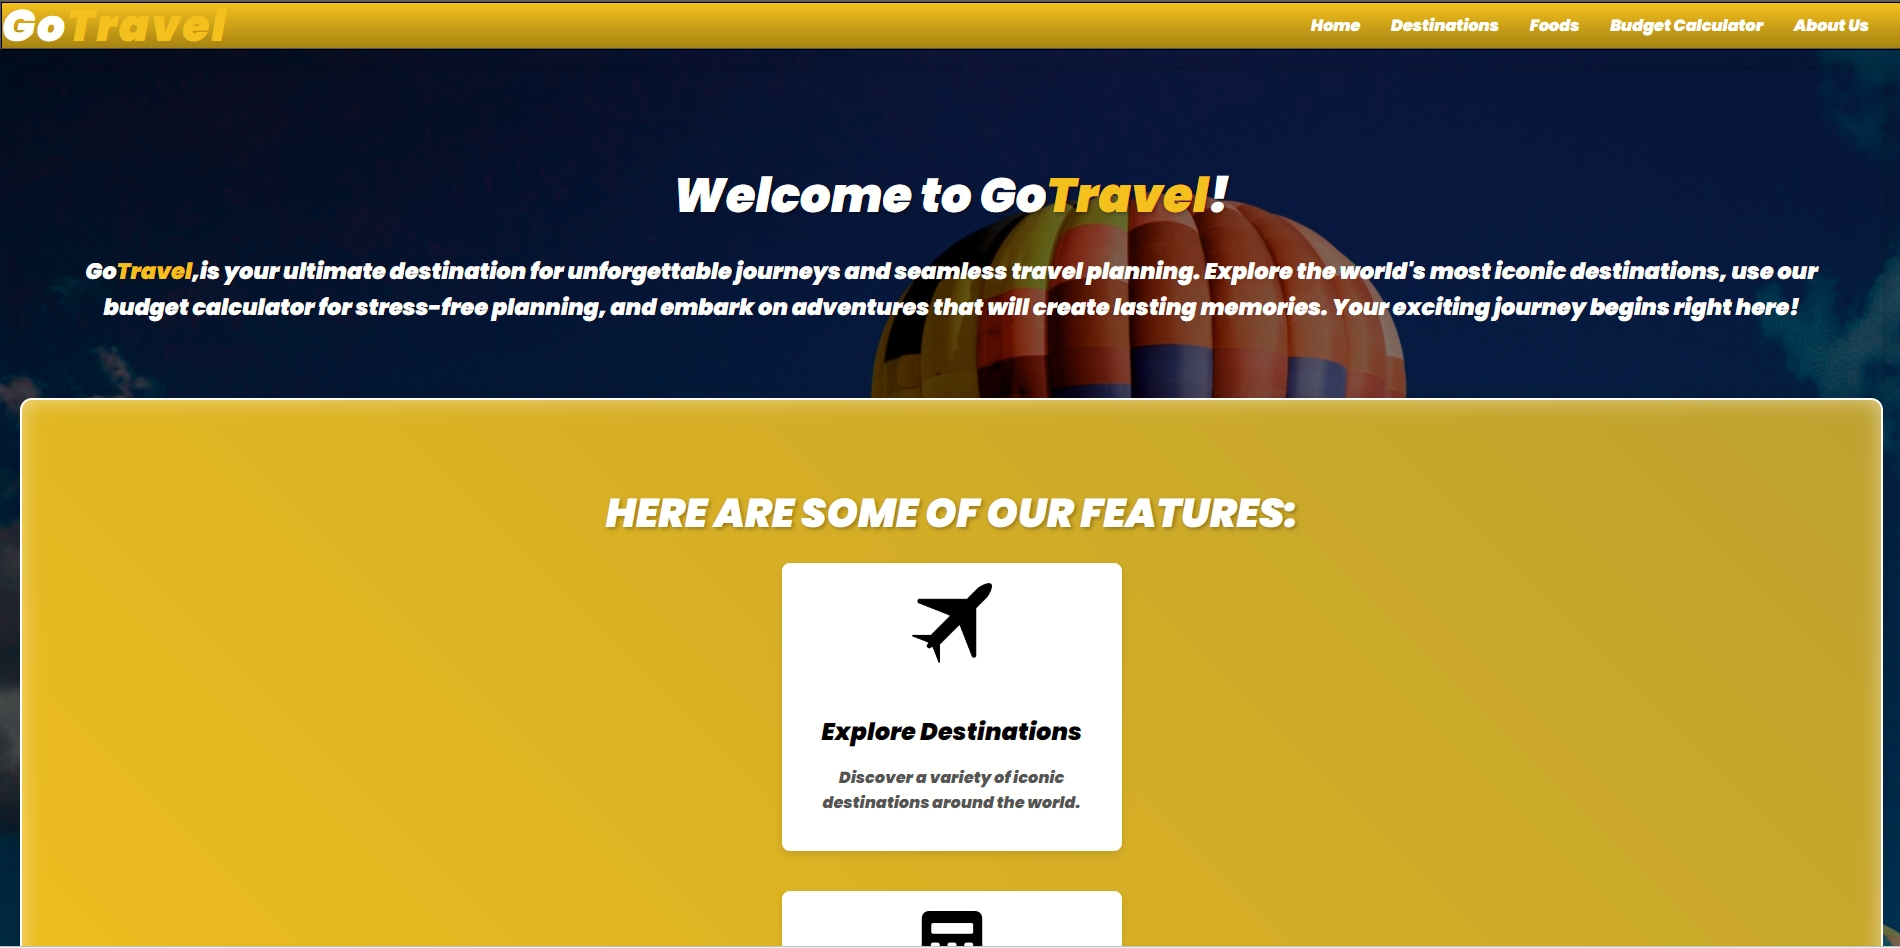 GoTravel
Home Destinations Foods Budget Calculator About Us
Welcome to GoTravel!
GoTravel,is your ultimate destination for unforgettable journeys and seamless travel planning. Explore the world's most iconic destinations, use our
budget calculator for stress-free planning, and embark on adventures that will create lasting memories. Your exciting journey begins right here!
HERE ARE SOME OF OUR FEATURES:
Explore Destinations
Discover a variety of iconic
destinations around the world.